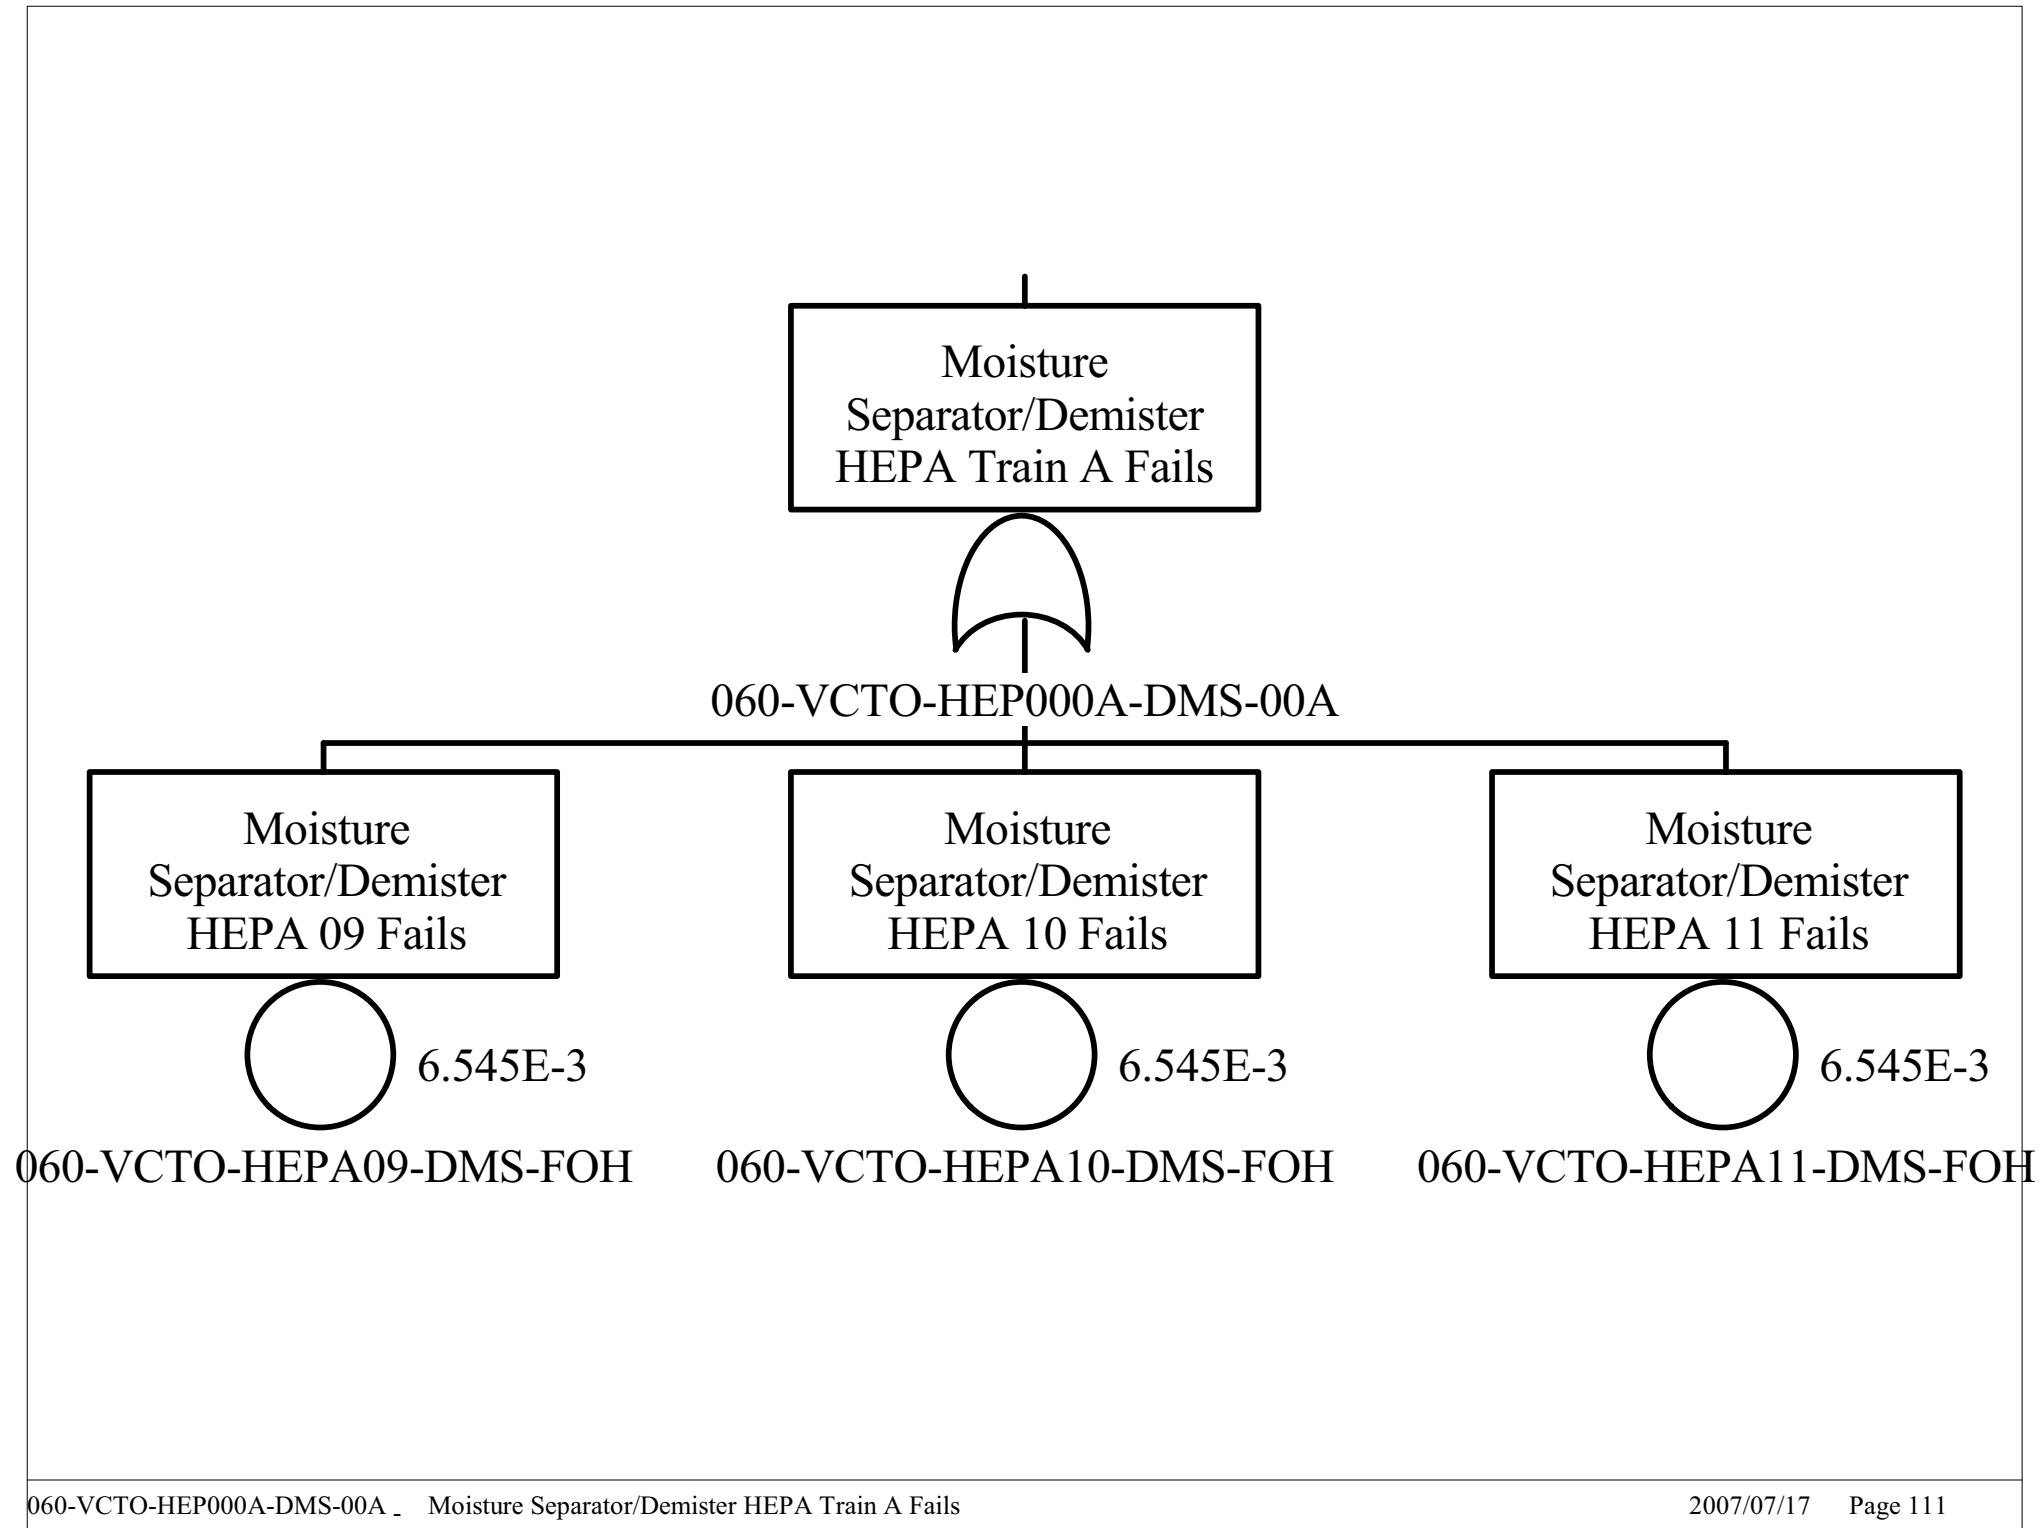 Moisture
Separator/Demister
HEPA Train A Fails
060-VCTO-HEP000A-DMS-00A
Moisture
Separator/Demister
HEPA 09 Fails
6.545E-3
060-VCTO-HEPA09-DMS-FOH
Moisture
Separator/Demister
HEPA 10 Fails
6.545E-3
060-VCTO-HEPA10-DMS-FOH
Moisture
Separator/Demister
HEPA 11 Fails
6.545E-3
060-VCTO-HEPA11-DMS-FOH
060-VCTO-HEP000A-DMS-00A _ Moisture Separator/Demister HEPA Train A Fails 2007/07/17 Page 111